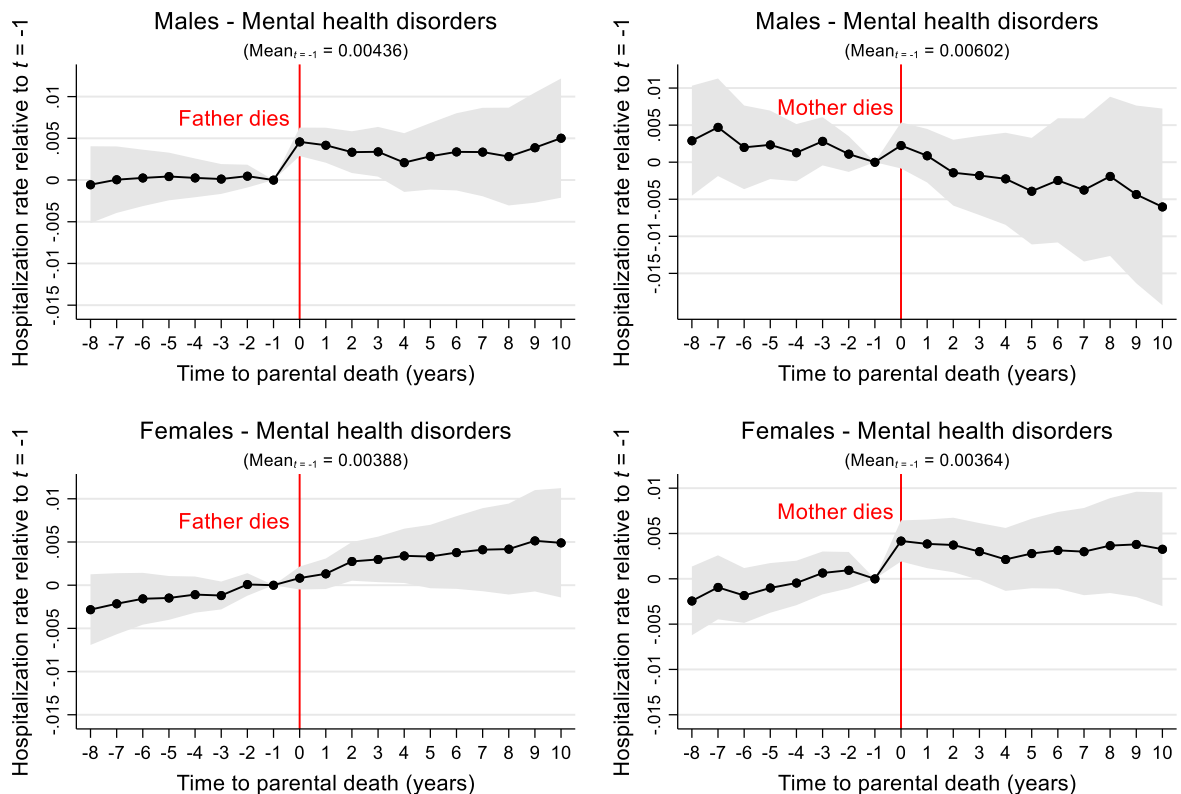 Males - Mental health disorders
(Mean t = -1 = 0.00436)
Hospitalization rate relative to t = -1
.01
.005
0
-.005
-.01
-.015
Father dies
-8 -7 -6 -5 -4 -3 -2 -1 0 1 2 3 4 5 6 7 8 9 10
Time to parental death (years)
Males - Mental health disorders
(Mean t = -1 = 0.00602)
Hospitalization rate relative to t = -1
.01
.005
0
-.005
-.01
-.015
Mother dies
-8 -7 -6 -5 -4 -3 -2 -1 0 1 2 3 4 5 6 7 8 9 10
Time to parental death (years)
Females - Mental health disorders
(Mean t = -1 = 0.00388)
Hospitalization rate relative to t = -1
.01
.005
0
-.005
-.01
-.015
Father dies
-8 -7 -6 -5 -4 -3 -2 -1 0 1 2 3 4 5 6 7 8 9 10
Time to parental death (years)
Females - Mental health disorders
(Mean t = -1 = 0.00364)
Hospitalization rate relative to t = -1
.01
.005
0
-.005
-.01
-.015
Mother dies
-8 -7 -6 -5 -4 -3 -2 -1 0 1 2 3 4 5 6 7 8 9 10
Time to parental death (years)